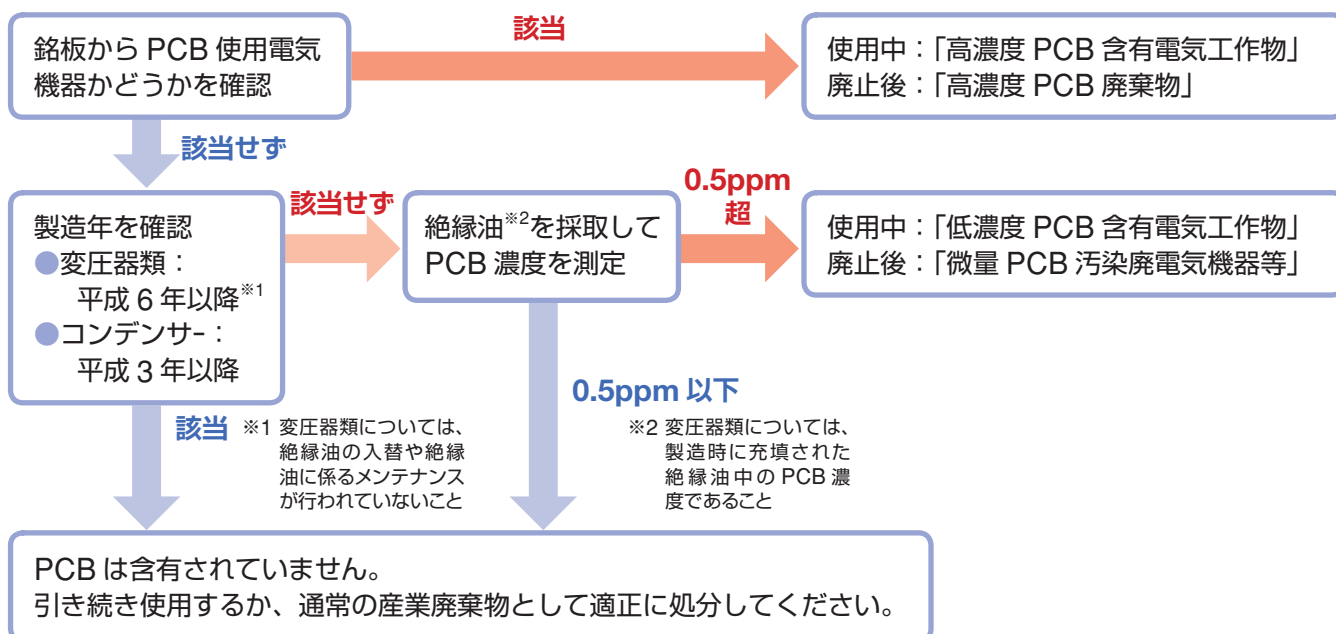 銘板から PCB 使用電気
機器かどうかを確認
該当
使用中：「高濃度 PCB 含有電気工作物」
廃止後：「高濃度 PCB 廃棄物」
該当せず
製造年を確認
●変圧器類：
平成 6 年以降※1
●コンデンサｰ：
平成 3 年以降
該当せず
絶縁油※2を採取して
PCB 濃度を測定
0.5ppm
超
使用中：「低濃度 PCB 含有電気工作物」
廃止後：「微量 PCB 汚染廃電気機器等」
該当
※1 変圧器類については、
絶縁油の入替や絶縁
油に係るメンテナンス
が行われていないこと
0.5ppm 以下
※2 変圧器類については、
製造時に充填された
絶縁油中の PCB 濃
度であること
PCB は含有されていません。
引き続き使用するか、通常の産業廃棄物として適正に処分してください。